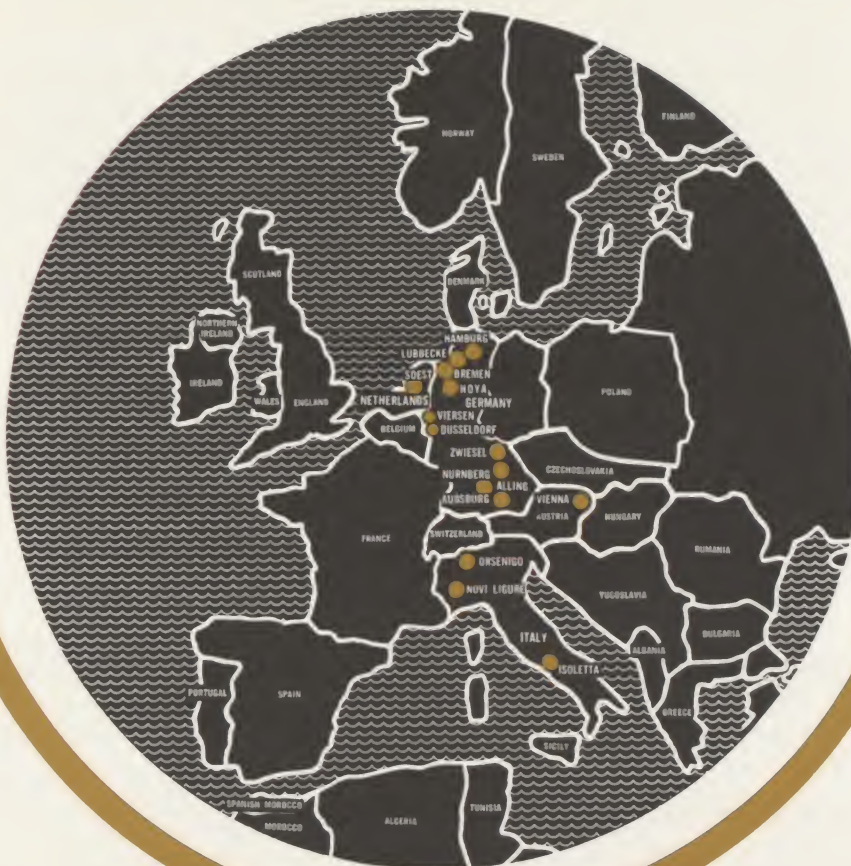 FINLAND
NORWAY
SWEDEN
SCOTLAND
DENMARK
NORTHERN
IRELAND
HAMBURG
LUBBECKE
SOEST
BREMEN
IRELAND
HOYA
POLAND
WALES
ENGLAND
NETHERLANDS
GERMANY
VIERSEN
BELGIUM
DUSSELDORF
ZWIESEL
CZECHOSLOVAKIA
NURNBERG
ALLING
AUBSBURG
VIENNA
AUSTRIA
HUNGARY
SWITZERLAND
FRANCE
RUMANIA
ORSENIGO
NOVI LIGURE
YUGOSLAVIA
BULGARIA
ITALY
ALBANIA
ISOLETTA
PORTUGAL
SPAIN
GREECE
SICILY
SPANISH MOROCCO
MOROCCO
ALGERIA
TUNISIA